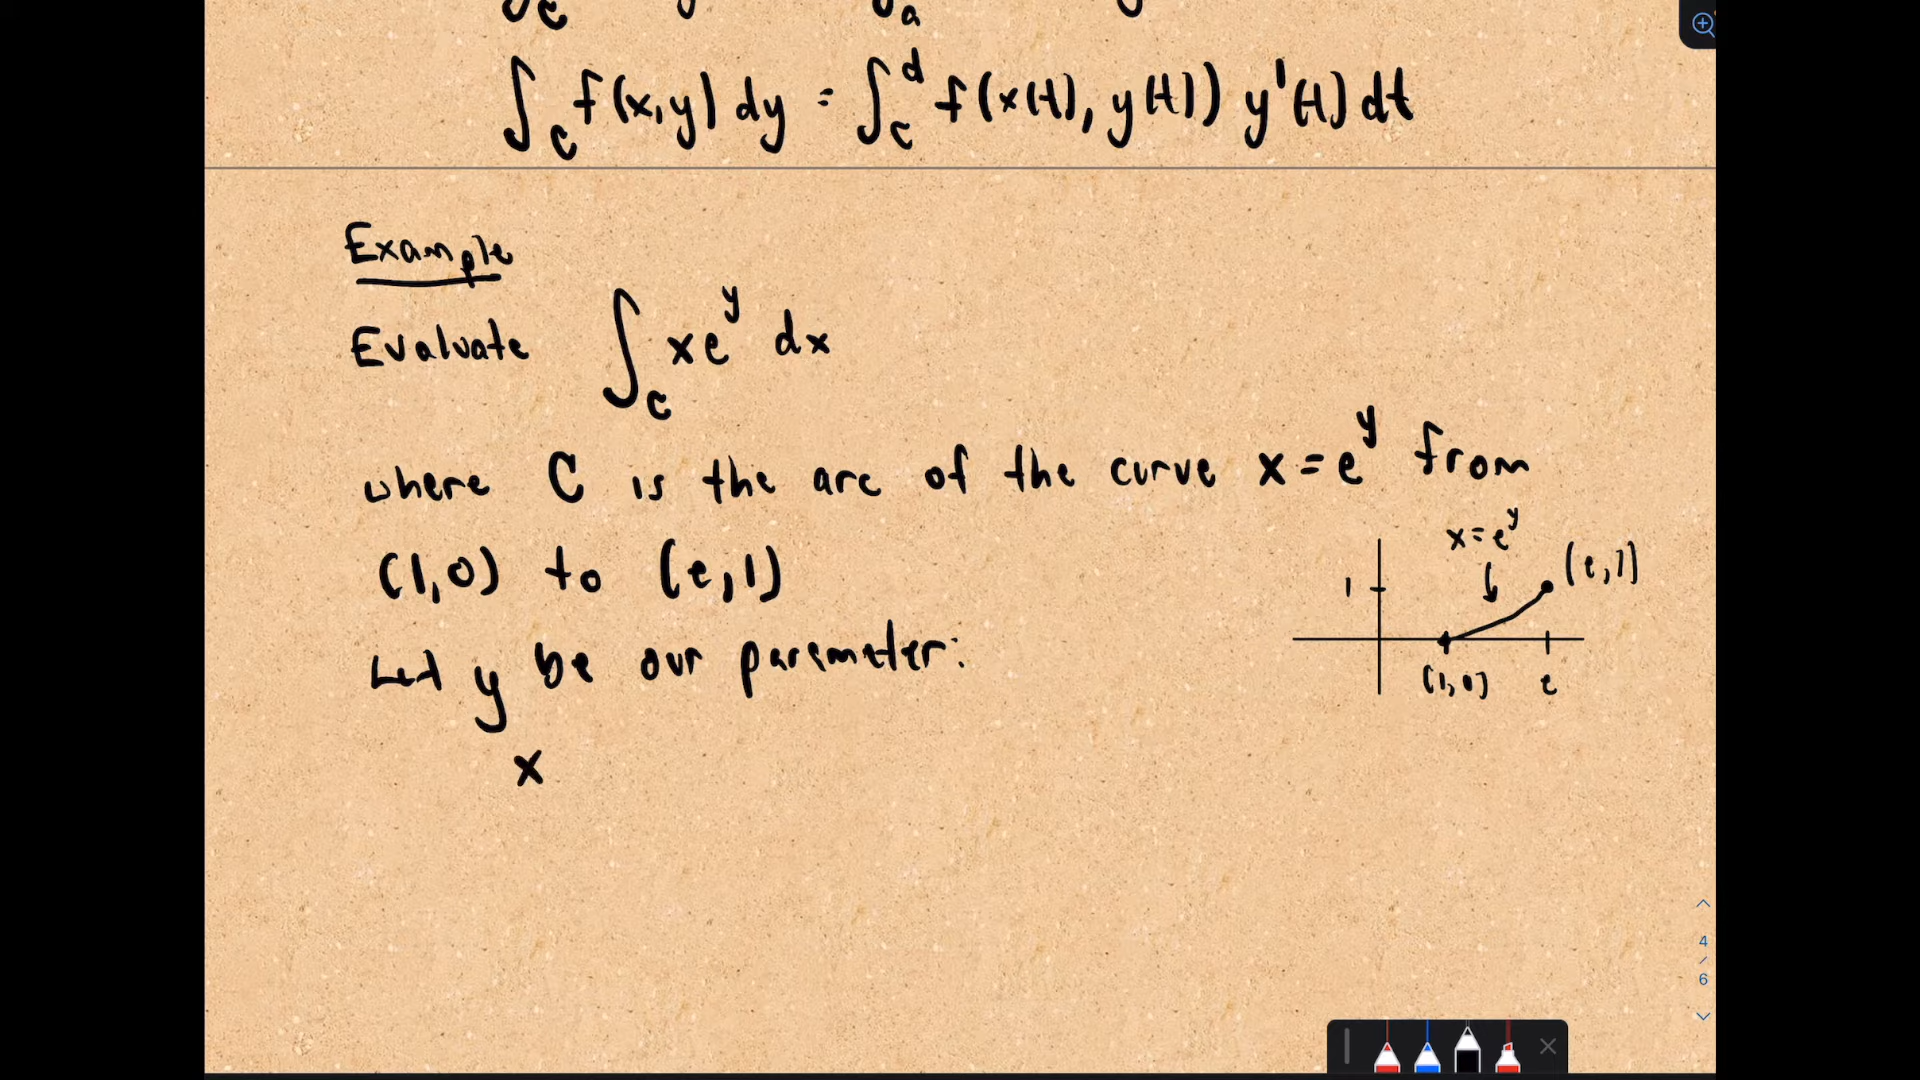 ∫_C f(x,y) dy = ∫_c^d f(x(t), y(t)) y'(t) dt
Example
Evaluate ∫_C xe^y dx
where C is the arc of the curve x = e^y from
(1,0) to (e,1)
x = e^y
1 (e,1)
(1,0) e
Let y be our parameter:
x
4
/
6